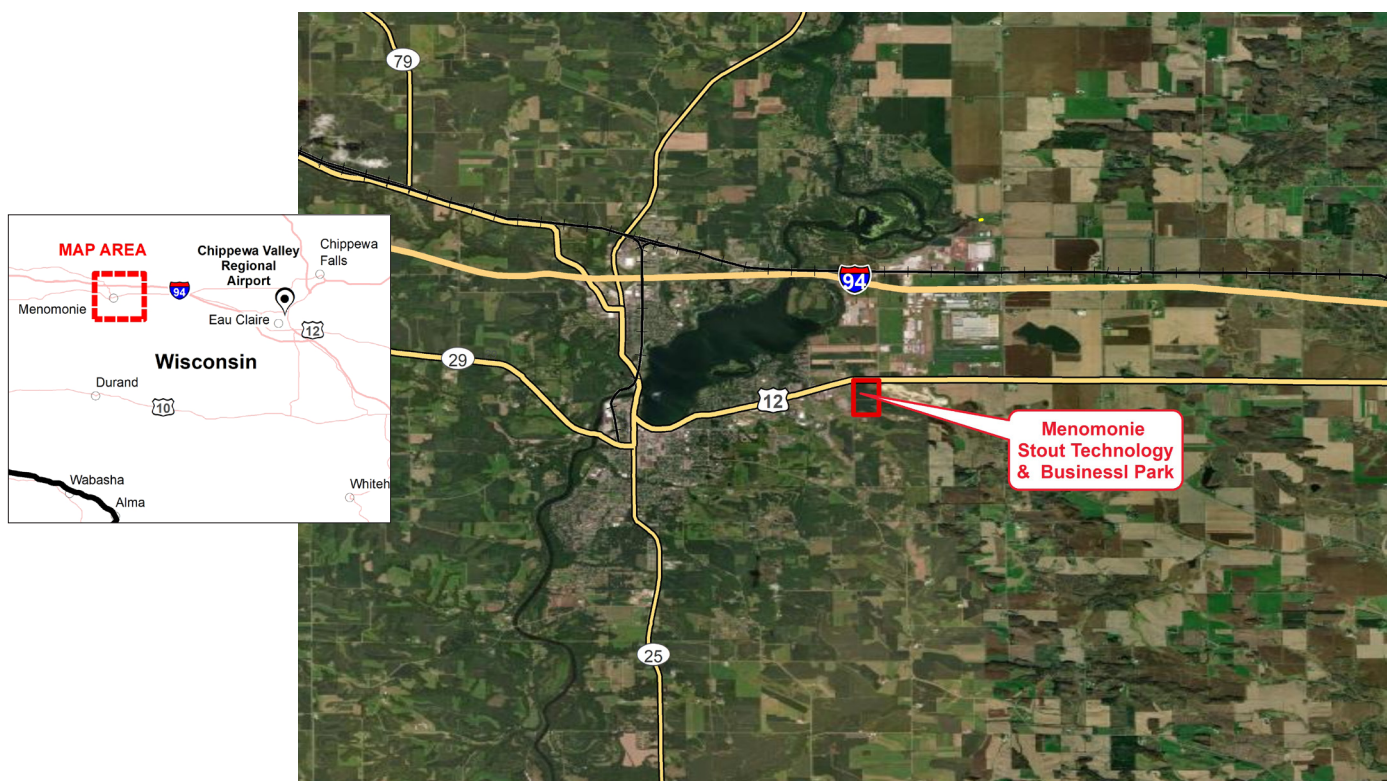 79
94
29
12
25
Menomonie
Stout Technology
& Businessl Park
MAP AREA
Chippewa Valley
Regional
Airport
Chippewa
Falls
94
Menomonie
Eau Claire
12
Wisconsin
Durand
10
Wabasha
Alma
Whiteh